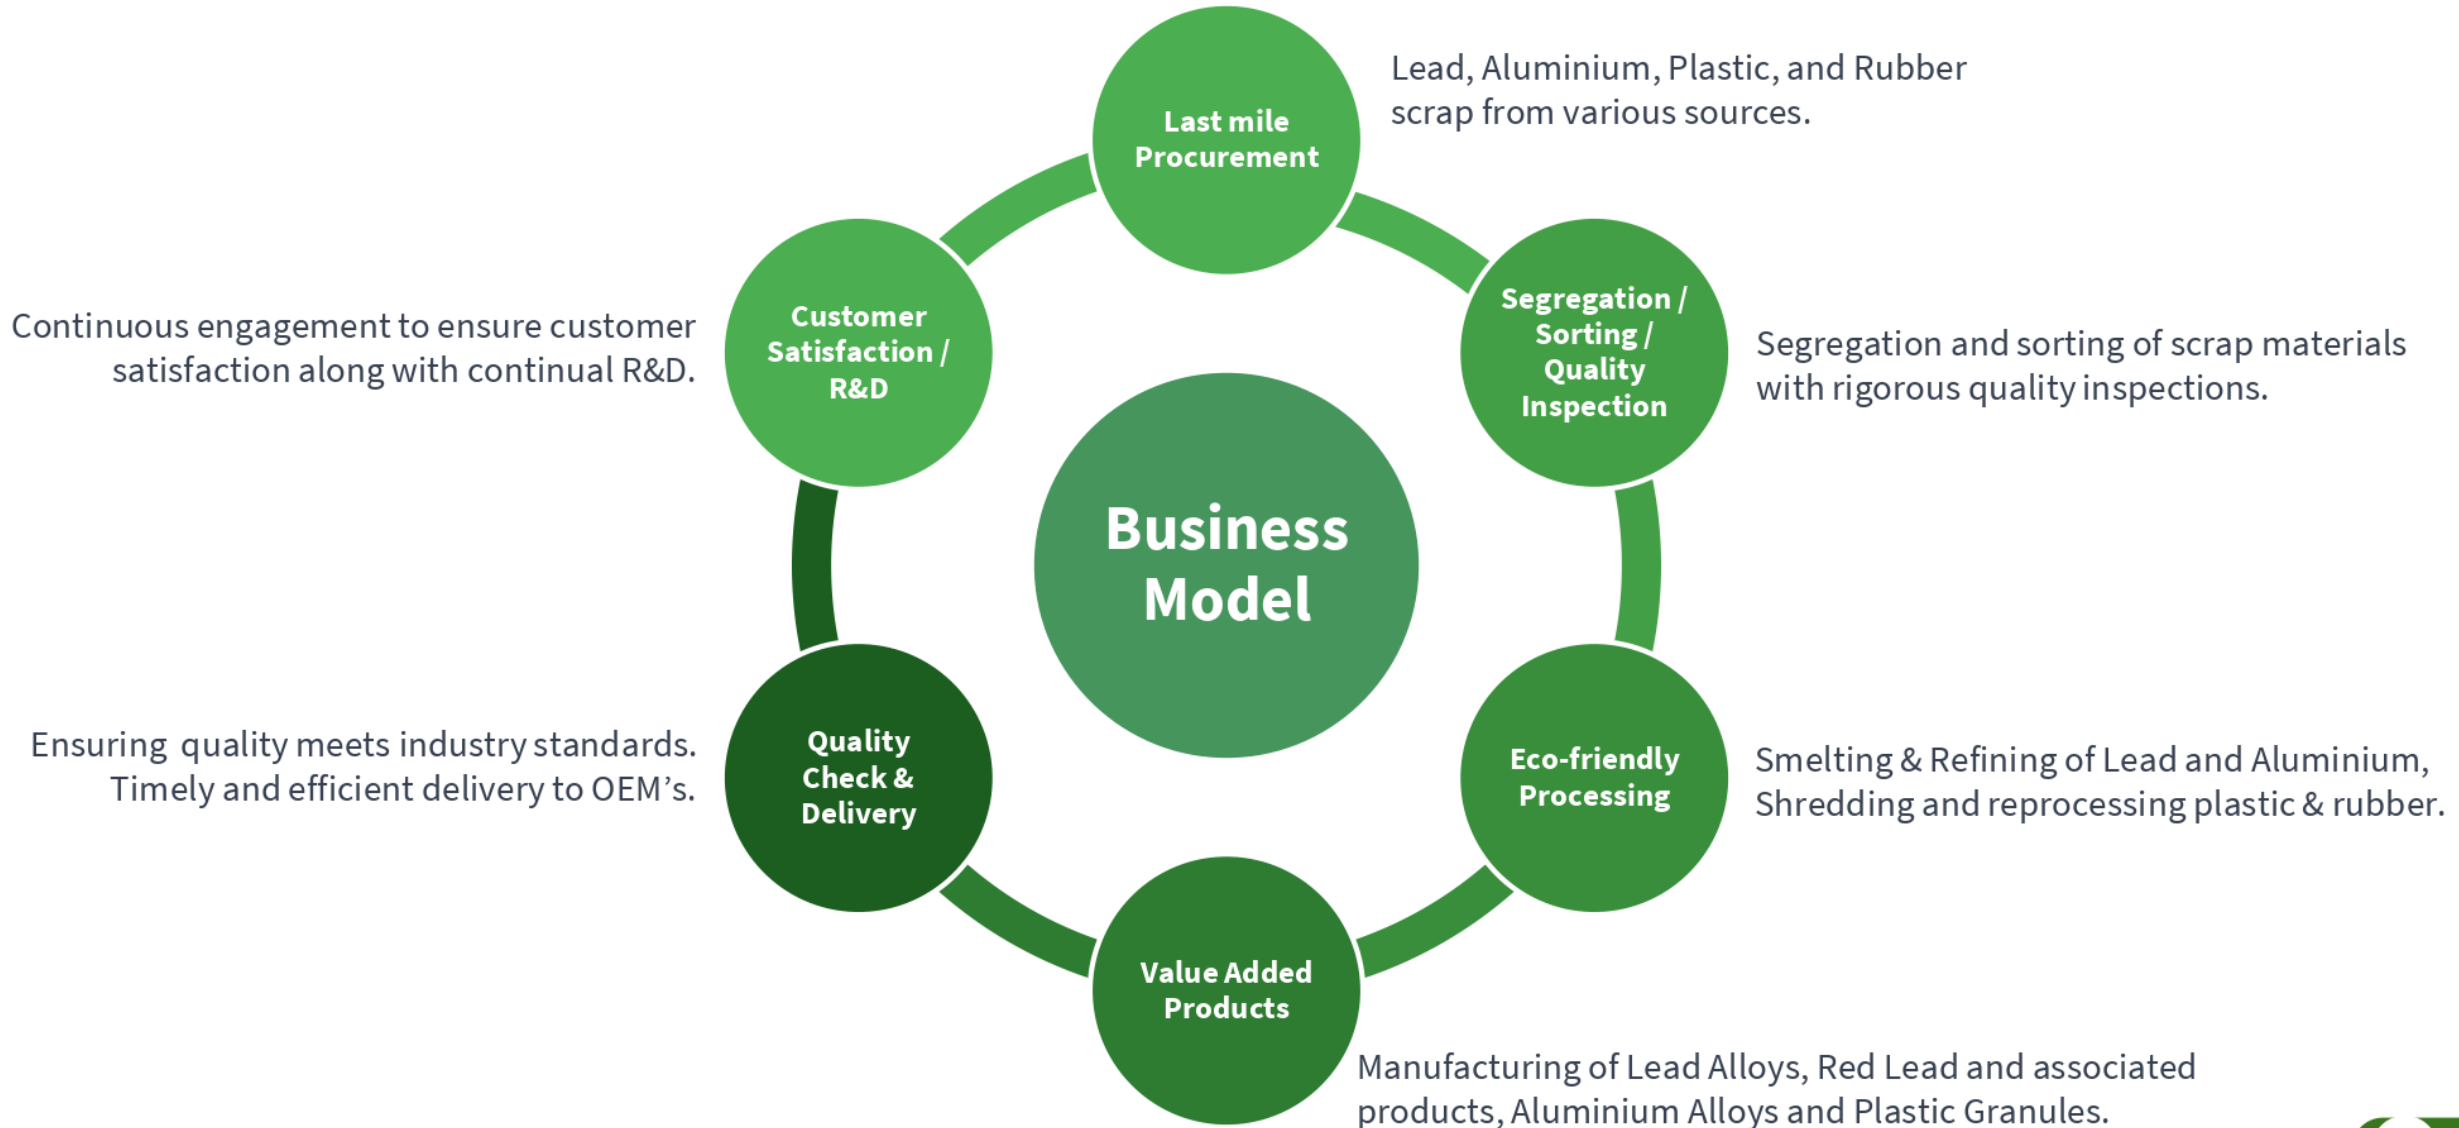 Last mile
Procurement
Lead, Aluminium, Plastic, and Rubber
scrap from various sources.
Segregation /
Sorting /
Quality
Inspection
Segregation and sorting of scrap materials
with rigorous quality inspections.
Eco-friendly
Processing
Smelting & Refining of Lead and Aluminium,
Shredding and reprocessing plastic & rubber.
Value Added
Products
Manufacturing of Lead Alloys, Red Lead and associated
products, Aluminium Alloys and Plastic Granules.
Quality
Check &
Delivery
Ensuring quality meets industry standards.
Timely and efficient delivery to OEM’s.
Customer
Satisfaction /
R&D
Continuous engagement to ensure customer
satisfaction along with continual R&D.
Business
Model